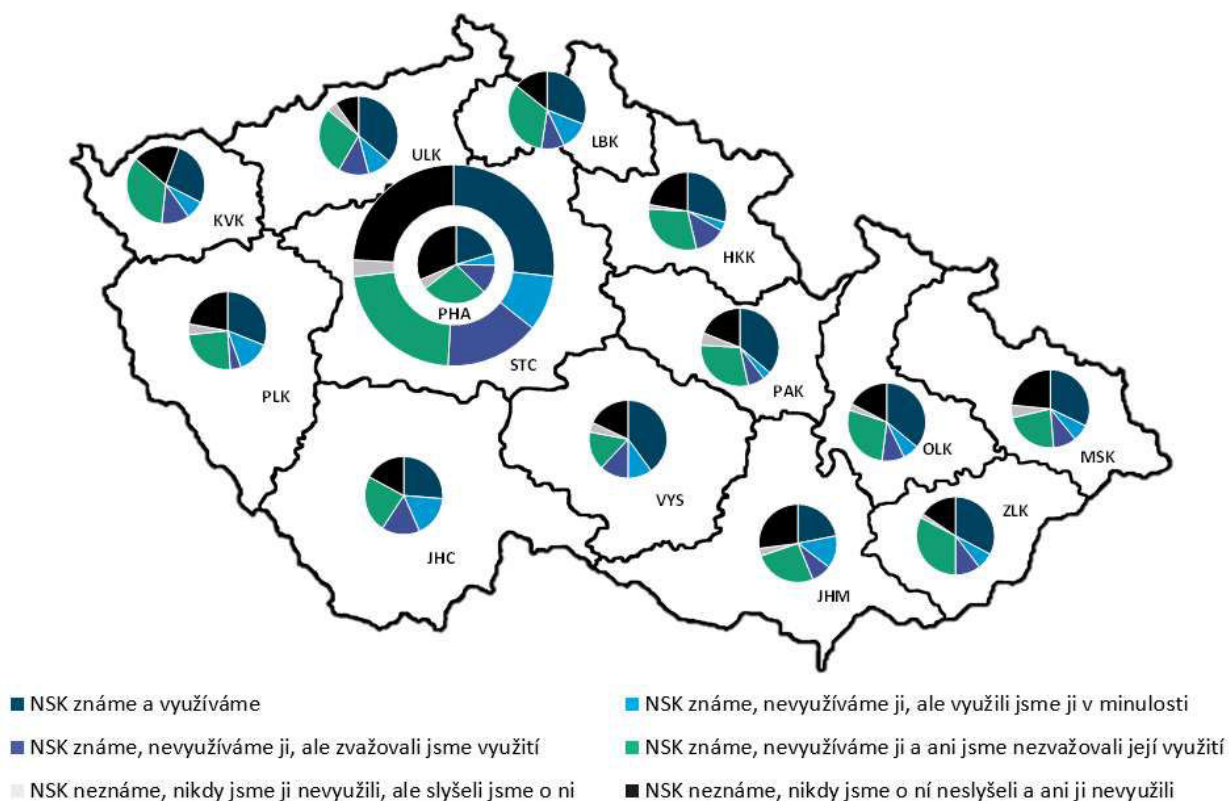 LBK
ULK
KVK
HKK
PHA
STC
PLK
PAK
OLK
MSK
VYS
ZLK
JHC
JHM
NSK známe a využíváme
NSK známe, nevyužíváme ji, ale využili jsme ji v minulosti
NSK známe, nevyužíváme ji, ale zvažovali jsme využití
NSK známe, nevyužíváme ji a ani jsme nezvažovali její využití
NSK neznáme, nikdy jsme ji nevyužili, ale slyšeli jsme o ni
NSK neznáme, nikdy jsme o ní neslyšeli a ani ji nevyužili